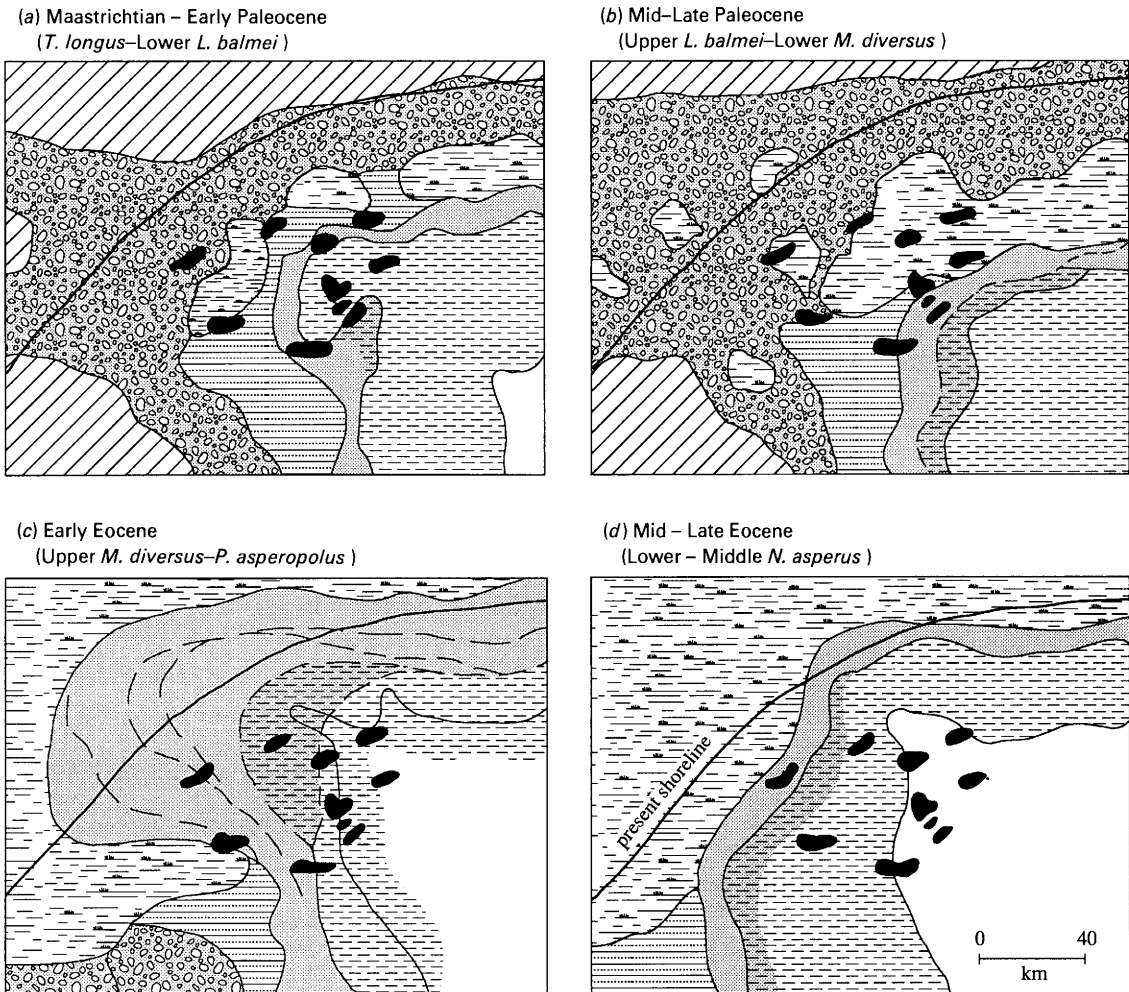 (a) Maastrichtian – Early Paleocene
(T. longus–Lower L. balmei )
(b) Mid–Late Paleocene
(Upper L. balmei–Lower M. diversus )
(c) Early Eocene
(Upper M. diversus–P. asperopolus )
(d) Mid – Late Eocene
(Lower – Middle N. asperus )
present shoreline
0 40
km